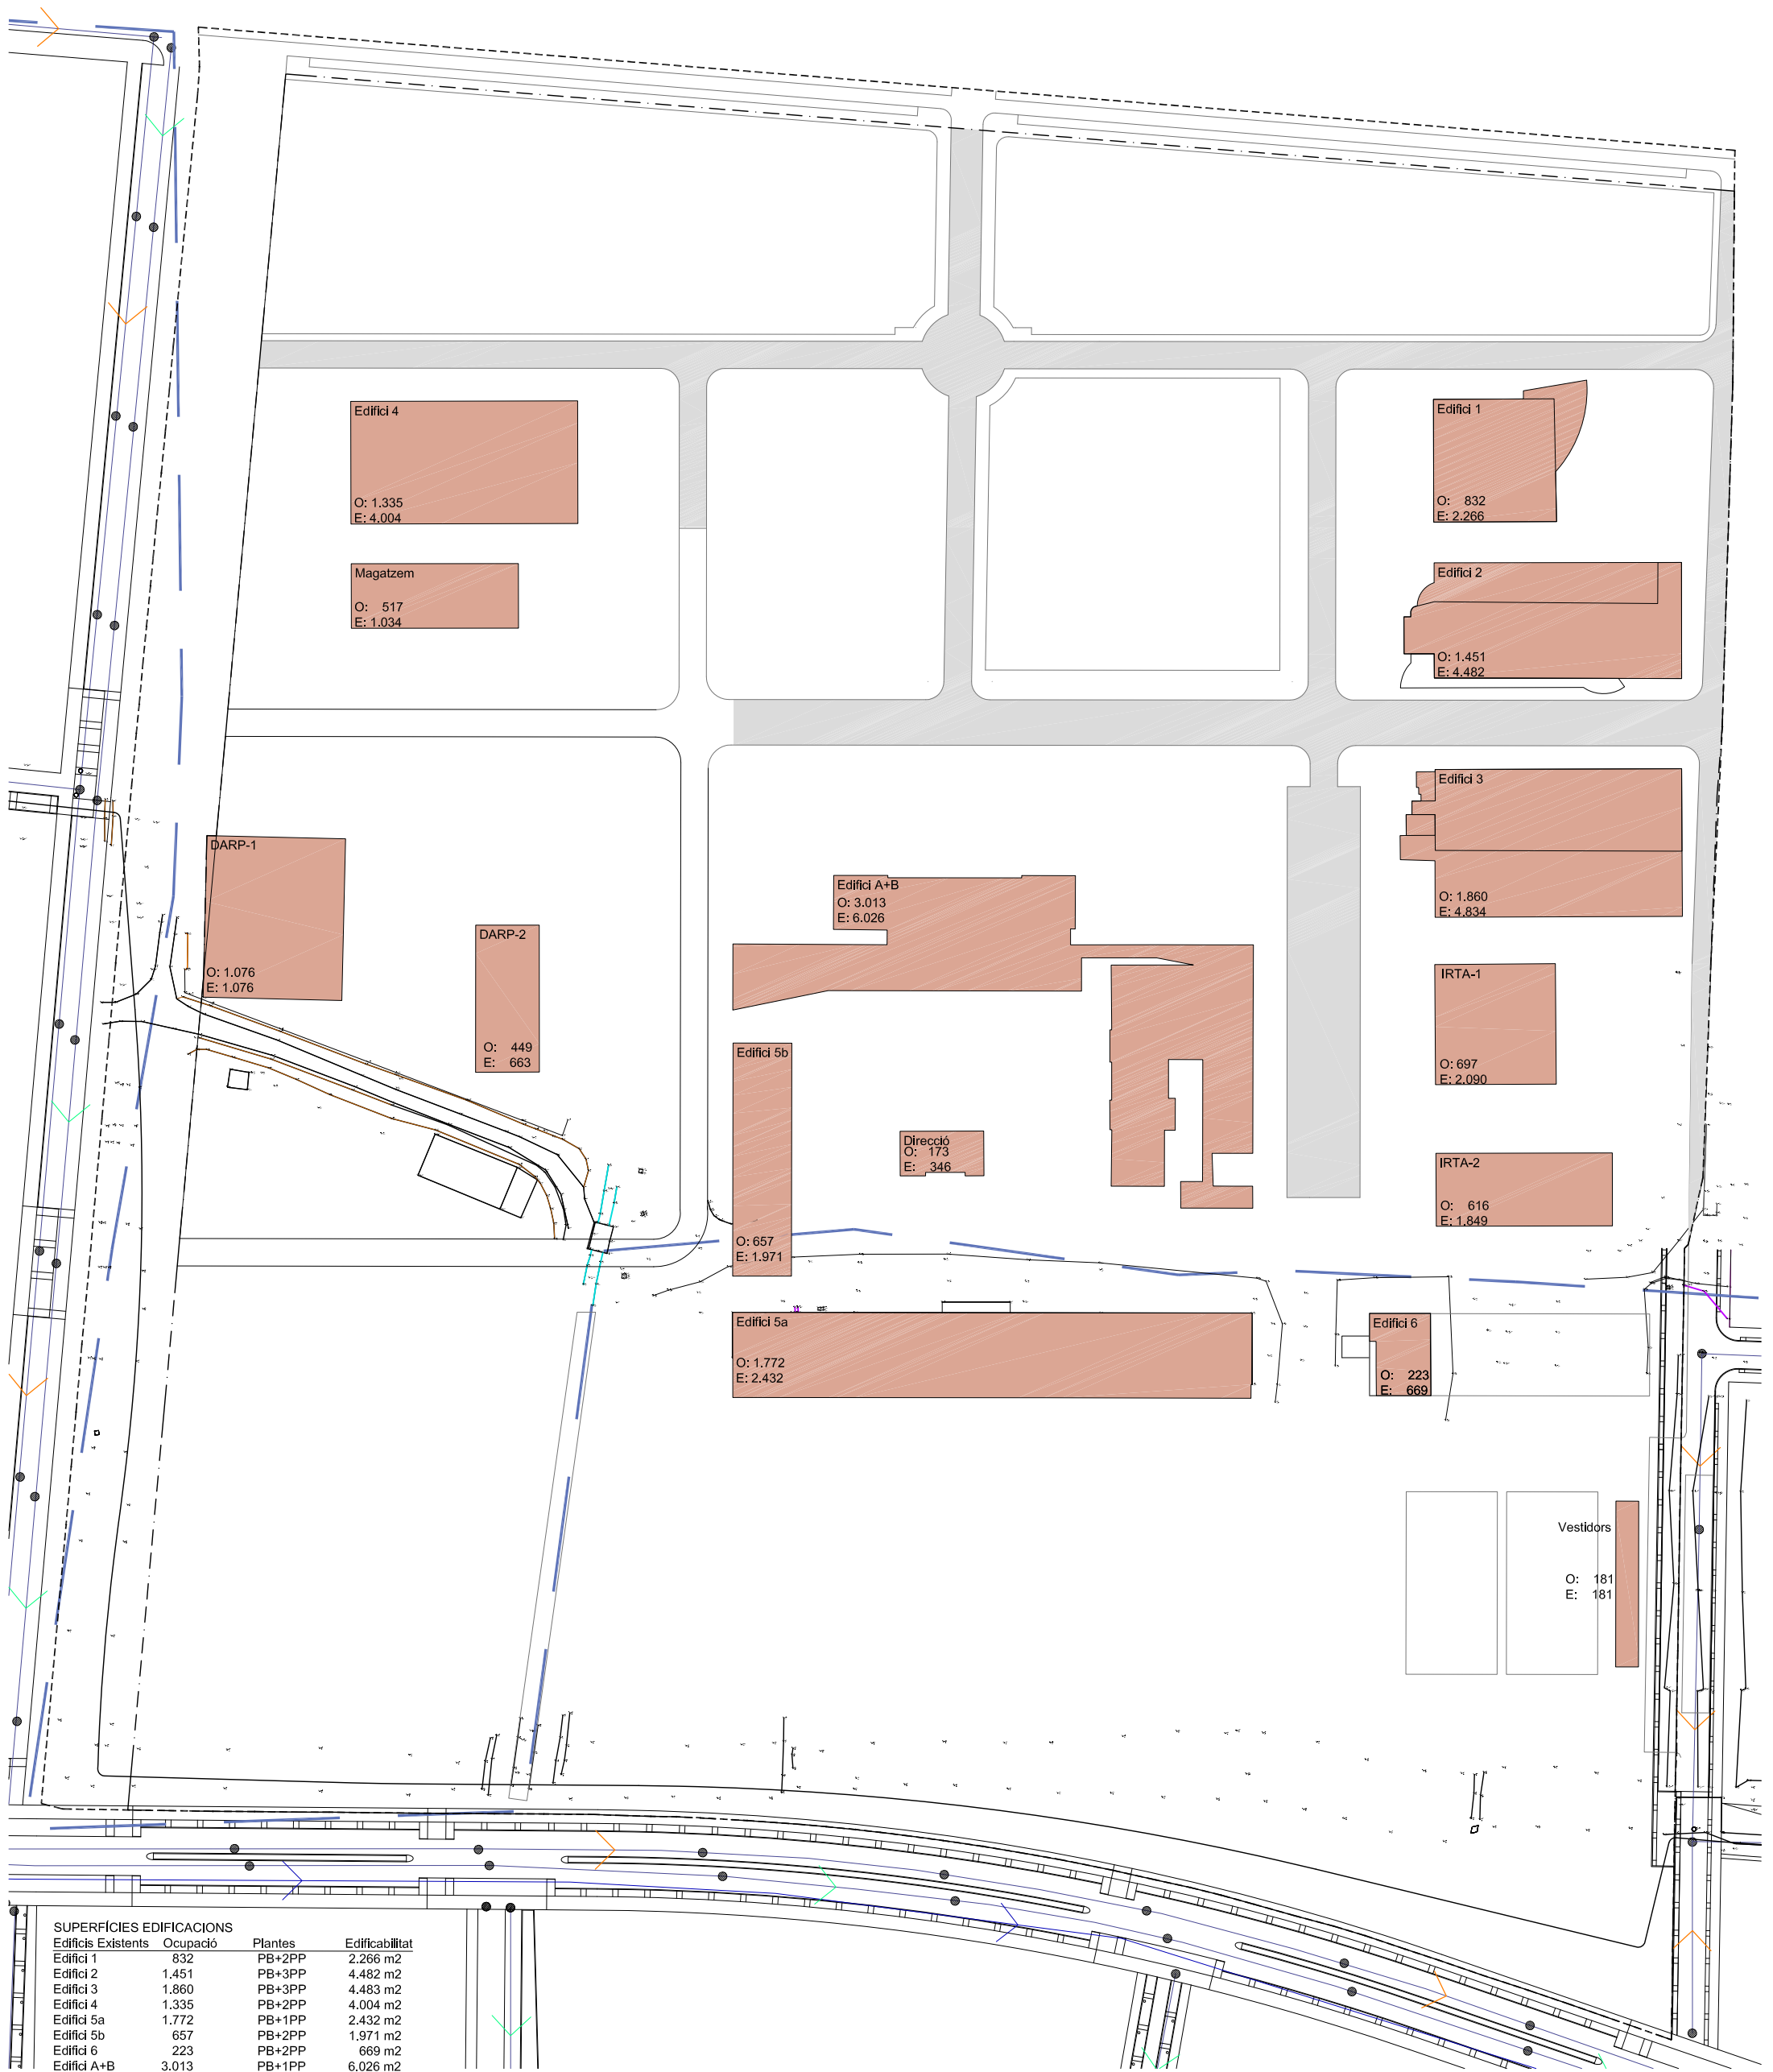 Edifici 4
O: 1.335
E: 4.004
Magatzem
O: 517
E: 1.034
Edifici 1
O: 832
E: 2.266
Edifici 2
O: 1.451
E: 4.482
Edifici 3
O: 1.860
E: 4.834
DARP-1
O: 1.076
E: 1.076
DARP-2
O: 449
E: 663
Edifici A+B
O: 3.013
E: 6.026
IRTA-1
O: 697
E: 2.090
Edifici 5b
O: 657
E: 1.971
Direcció
O: 173
E: 346
IRTA-2
O: 616
E: 1.849
Edifici 5a
O: 1.772
E: 2.432
Edifici 6
O: 223
E: 669
Vestidors
O: 181
E: 181
SUPERFÍCIES EDIFICACIONS
Edificis Existents Ocupació Plantes Edificabilitat
Edifici 1 832 PB+2PP 2.266 m2
Edifici 2 1.451 PB+3PP 4.482 m2
Edifici 3 1.860 PB+3PP 4.483 m2
Edifici 4 1.335 PB+2PP 4.004 m2
Edifici 5a 1.772 PB+1PP 2.432 m2
Edifici 5b 657 PB+2PP 1.971 m2
Edifici 6 223 PB+2PP 669 m2
Edifici A+B 3.013 PB+1PP 6.026 m2